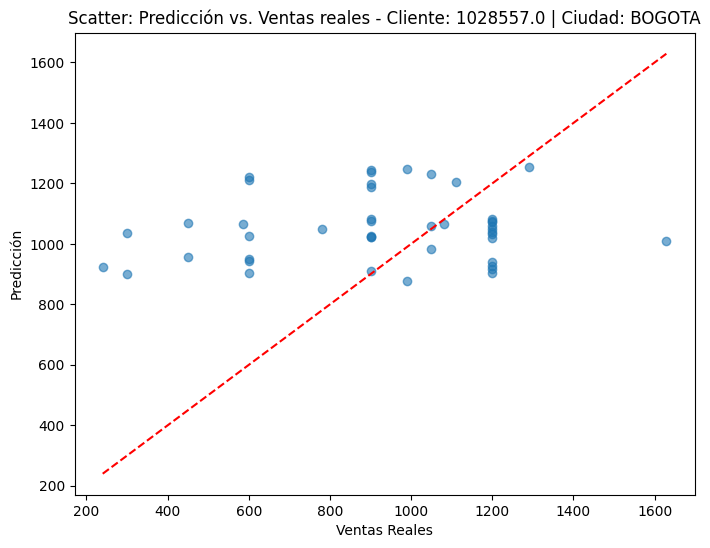 Scatter: Predicción vs. Ventas reales - Cliente: 1028557.0 | Ciudad: BOGOTA
1600
1400
1200
1000
800
600
400
200
Predicción
200 400 600 800 1000 1200 1400 1600
Ventas Reales